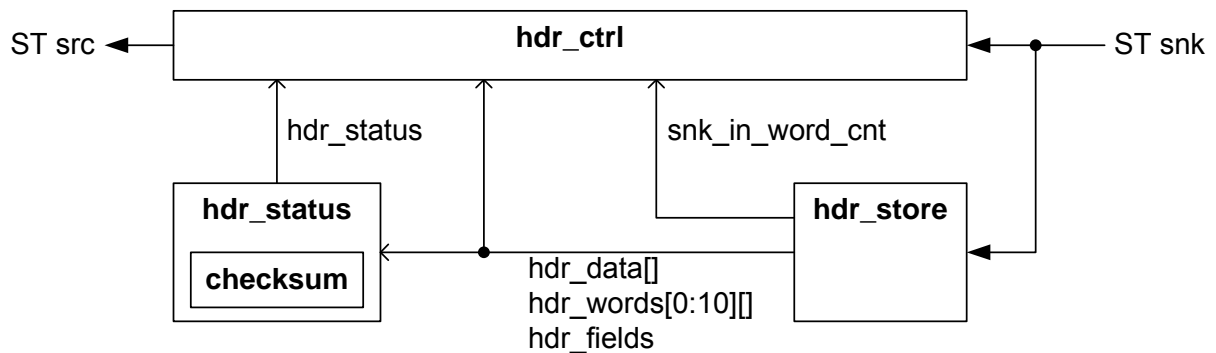 hdr_ctrl
ST src
ST snk
hdr_status
snk_in_word_cnt
hdr_status
hdr_store
checksum
hdr_data[]
hdr_words[0:10][]
hdr_fields